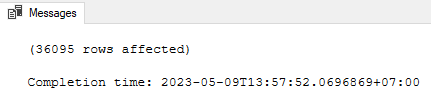 Messages
(36095 rows affected)
Completion time: 2023-05-09T13:57:52.0696869+07:00